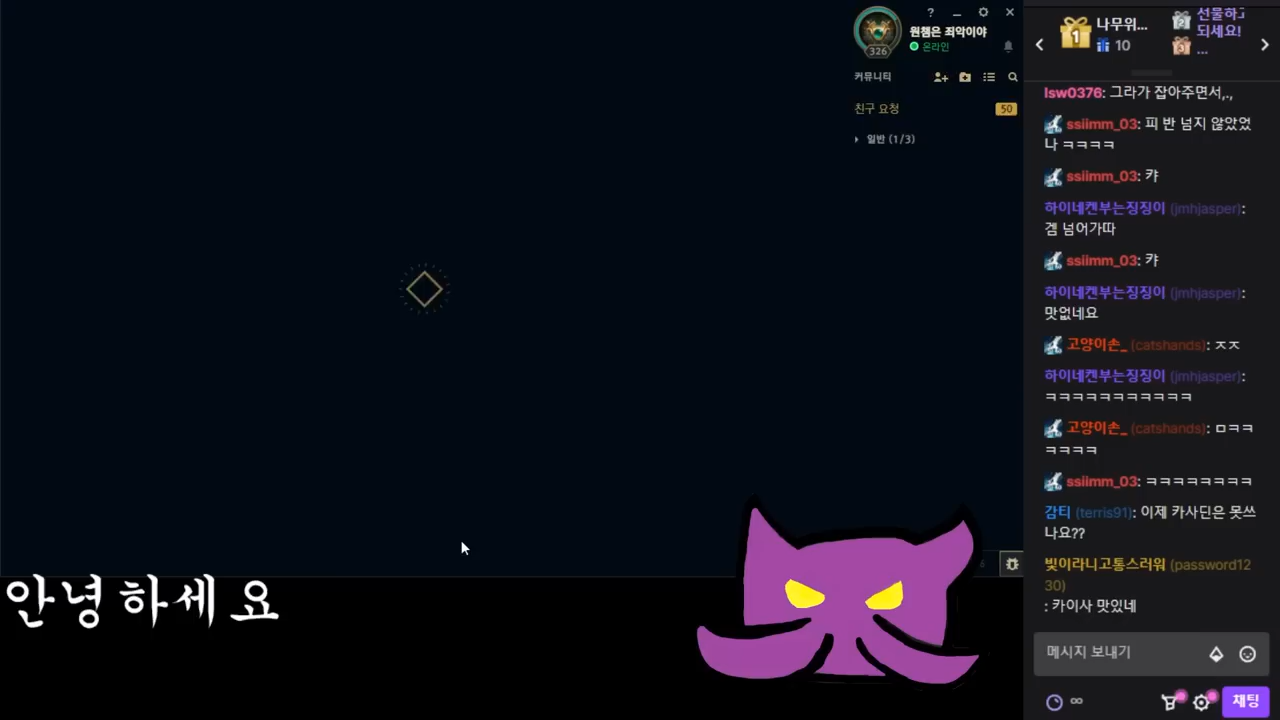 ?
원챔은 죄악이야
온라인
326
커뮤니티
친구 요청
50
일반 (1/3)
안녕하세요
1
나무위...
10
2
선물하고
되세요!
3
...
lsw0376: 그라가 잡아주면서,.,
ssiimm_03: 피 반 넘지 않았었
나 ㅋㅋㅋㅋ
ssiimm_03: 캬
하이네켄부는징징이 (jmhjasper):
겜 넘어가따
ssiimm_03: 캬
하이네켄부는징징이 (jmhjasper):
맛없네요
고양이손_ (catshands): ㅈㅈ
하이네켄부는징징이 (jmhjasper):
ㅋㅋㅋㅋㅋㅋㅋㅋㅋㅋㅋ
고양이손_ (catshands): ㅁㅋㅋ
ㅋㅋㅋㅋ
ssiimm_03: ㅋㅋㅋㅋㅋㅋㅋㅋ
감티 (terris91): 이제 카사딘은 못쓰
나요??
빛이라니고통스러워 (password12
30)
: 카이사 맛있네
메시지 보내기
채팅